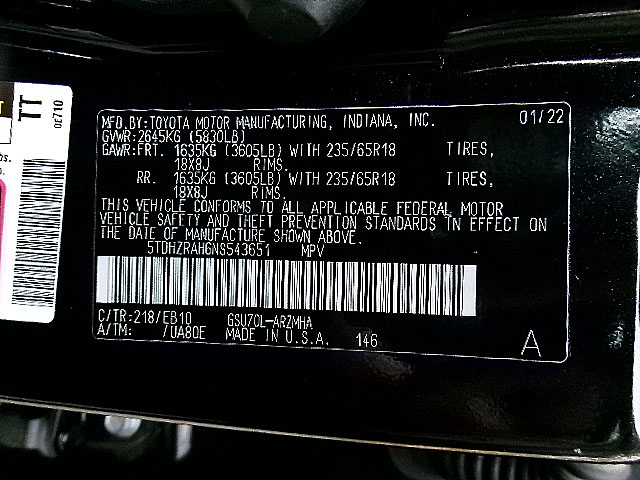 MFD.BY:TOYOTA MOTOR MANUFACTURING, INDIANA, INC. 01/22
GVWR:2645KG (5830LB)
GAWR:FRT. 1635KG (3605LB) WITH 235/65R18 TIRES,
18X8J RIMS.
RR. 1635KG (3605LB) WITH 235/65R18 TIRES,
18X8J RIMS.
THIS VEHICLE CONFORMS TO ALL APPLICABLE FEDERAL MOTOR
VEHICLE SAFETY AND THEFT PREVENTION STANDARDS IN EFFECT ON
THE DATE OF MANUFACTURE SHOWN ABOVE.
5TDHZRAH6NS543651 MPV
C/TR:218/EB10 GSU70L-ARZMHA
A/TM: /UA80E MADE IN U.S.A. 146
A
TT
0E710